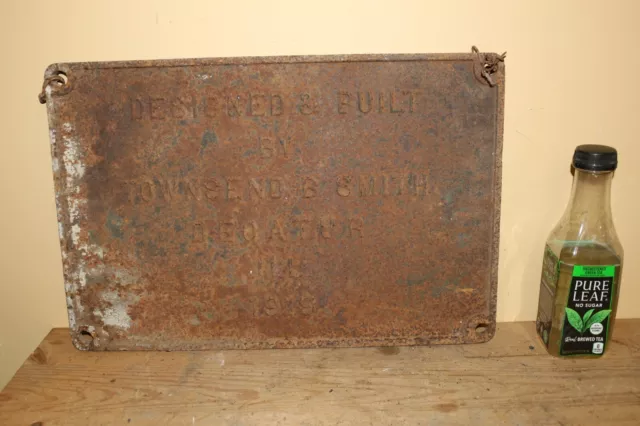 DESIGNED & BUILT
BY
TOWNSEND B SMITH
DECATUR
ILL
PURE
LEAF
NO SUGAR
BREWED TEA